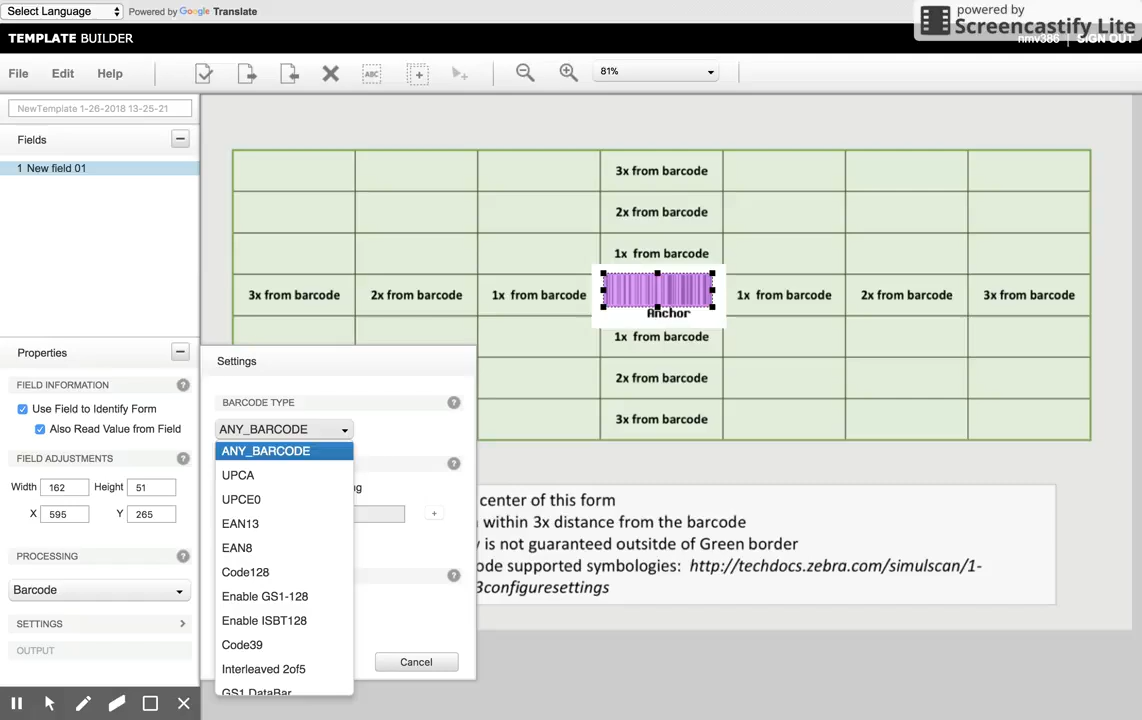 Select Language Powered by Google Translate
powered by
Screencastify Lite
TEMPLATE BUILDER
nmv386 | SIGN OUT
File Edit Help
ABC
81%
NewTemplate 1-26-2018 13-25-21
Fields
1 New field 01
3x from barcode
2x from barcode
1x from barcode
3x from barcode 2x from barcode 1x from barcode 1x from barcode 2x from barcode 3x from barcode
Anchor
1x from barcode
2x from barcode
3x from barcode
Properties
FIELD INFORMATION ?
Use Field to Identify Form
Also Read Value from Field
FIELD ADJUSTMENTS ?
Width 162 Height 51
X 595 Y 265
PROCESSING ?
Barcode
SETTINGS
OUTPUT
Settings
BARCODE TYPE ?
ANY_BARCODE
ANY_BARCODE
UPCA
UPCE0
EAN13
EAN8
Code128
Enable GS1-128
Enable ISBT128
Code39
Interleaved 2of5
GS1 DataBar
Cancel
center of this form
within 3x distance from the barcode
y is not guaranteed outsitde of Green border
ode supported symbologies: http://techdocs.zebra.com/simulscan/1-
3configuresettings